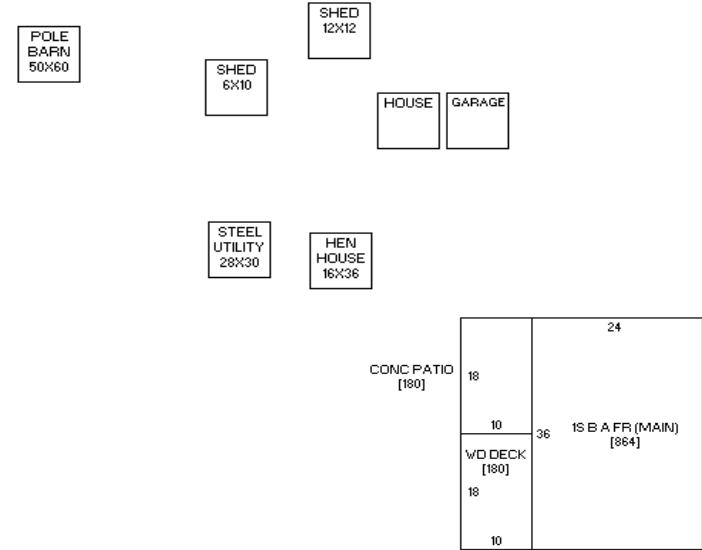 SHED
12X12
POLE
BARN
50X60
SHED
6X10
HOUSE
GARAGE
STEEL
UTILITY
28X30
HEN
HOUSE
16X36
24
CONC PATIO
[180]
18
10
36
1S B A FR (MAIN)
[864]
WD DECK
[180]
18
10